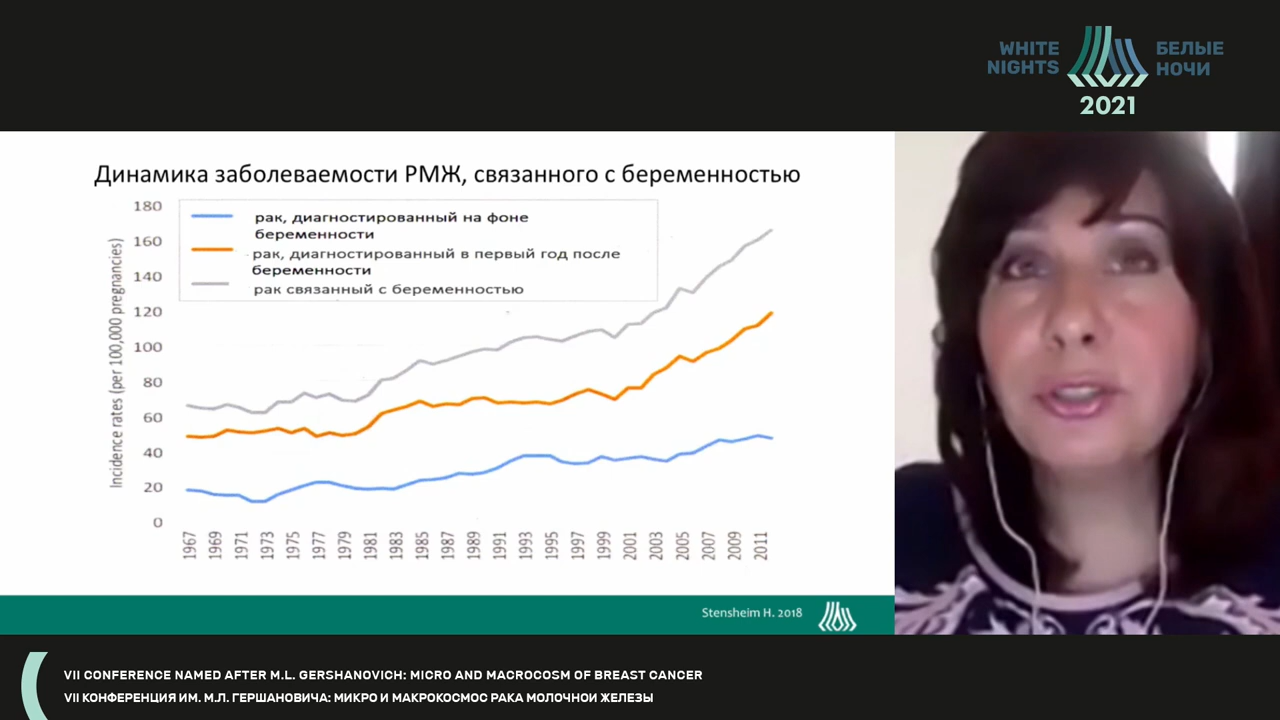 WHITE NIGHTS
БЕЛЫЕ НОЧИ
2021
Динамика заболеваемости РМЖ, связанного с беременностью
рак, диагностированный на фоне
беременности
рак, диагностированный в первый год после
беременности
рак связанный с беременностью
Incidence rates (per 100,000 pregnancies)
180
160
140
120
100
80
60
40
20
0
1967 1969 1971 1973 1975 1977 1979 1981 1983 1985 1987 1989 1991 1993 1995 1997 1999 2001 2003 2005 2007 2009 2011
Stensheim H. 2018
VII CONFERENCE NAMED AFTER M.L. GERSHANOVICH: MICRO AND MACROCOSM OF BREAST CANCER
VII КОНФЕРЕНЦИЯ ИМ. М.Л. ГЕРШАНОВИЧА: МИКРО И МАКРОКОСМОС РАКА МОЛОЧНОЙ ЖЕЛЕЗЫ